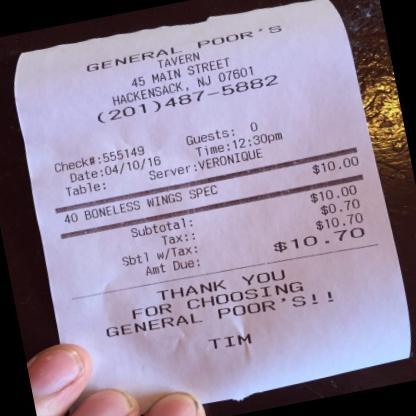 GENERAL POOR'S
TAVERN
45 MAIN STREET
HACKENSACK, NJ 07601
(201)487-5882
Check#:555149 Guests: 0
Date:04/10/16 Time:12:30pm
Table: Server:VERONIQUE
40 BONELESS WINGS SPEC $10.00
Subtotal: $10.00
Tax:: $0.70
Sbtl w/Tax: $10.70
Amt Due: $10.70
THANK YOU
FOR CHOOSING
GENERAL POOR'S!!
TIM